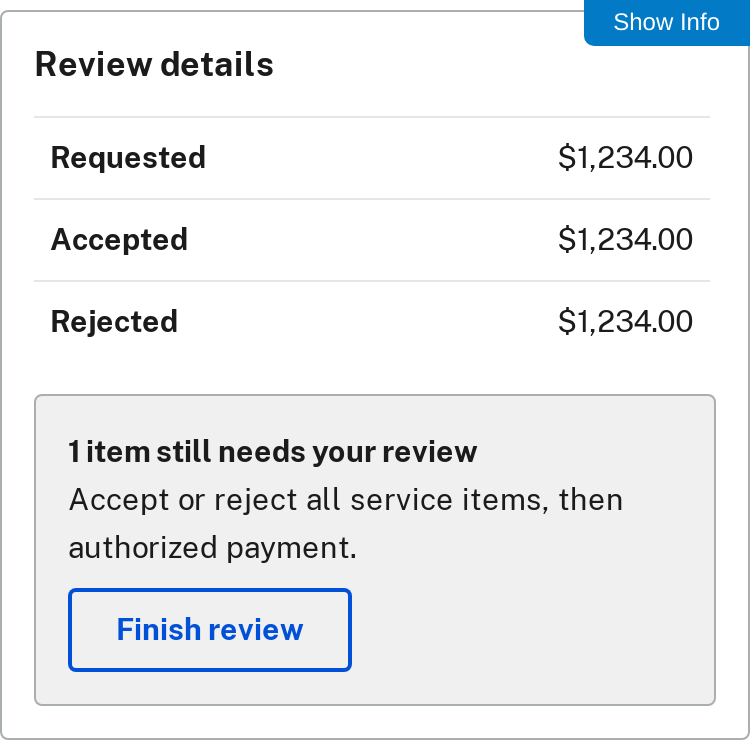 Show Info
Review details
Requested $1,234.00
Accepted $1,234.00
Rejected $1,234.00
1 item still needs your review
Accept or reject all service items, then
authorized payment.
Finish review